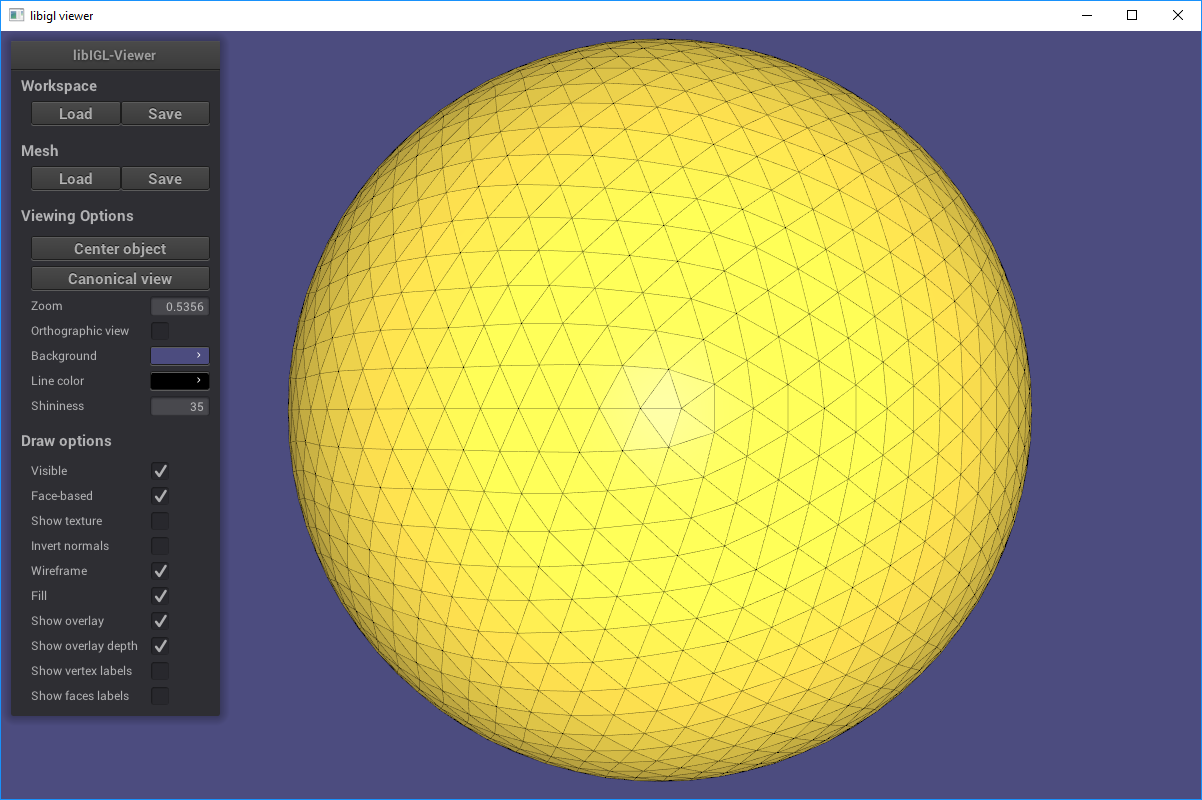 libigl viewer
libIGL-Viewer
Workspace
Load Save
Mesh
Load Save
Viewing Options
Center object
Canonical view
Zoom 0.5356
Orthographic view
Background
Line color
Shininess 35
Draw options
Visible
Face-based
Show texture
Invert normals
Wireframe
Fill
Show overlay
Show overlay depth
Show vertex labels
Show faces labels